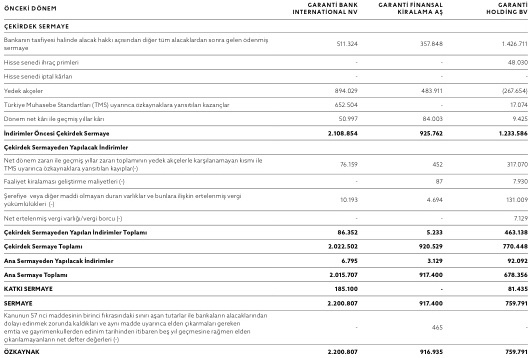 ÖNCEKİ DÖNEM GARANTİ BANK INTERNATIONAL NV GARANTİ FİNANSAL KİRALAMA AŞ GARANTİ HOLDING BV
ÇEKİRDEK SERMAYE
Bankanın tasfiyesi halinde alacak hakkı açısından diğer tüm alacaklardan sonra gelen ödenmiş
sermaye 511.324 357.848 1.426.711
Hisse senedi ihraç primleri - - 48.030
Hisse senedi iptal kârları - - -
Yedek akçeler 894.029 483.911 (267.654)
Türkiye Muhasebe Standartları (TMS) uyarınca özkaynaklara yansıtılan kazançlar 652.504 - 17.074
Dönem net kârı ile geçmiş yıllar kârı 50.997 84.003 9.425
İndirimler Öncesi Çekirdek Sermaye 2.108.854 925.762 1.233.586
Çekirdek Sermayeden Yapılacak İndirimler
Net dönem zararı ile geçmiş yıllar zararı toplamının yedek akçelerle karşılanamayan kısmı ile
TMS uyarınca özkaynaklara yansıtılan kayıplar(-) 76.159 452 317.070
Faaliyet kiralaması geliştirme maliyetleri (-) - 87 7.930
Şerefiye veya diğer maddi olmayan duran varlıklar ve bunlara ilişkin ertelenmiş vergi
yükümlülükleri (-) 10.193 4.694 131.009
Net ertelenmiş vergi varlığı/vergi borcu (-) - - 7.129
Çekirdek Sermayeden Yapılan İndirimler Toplamı 86.352 5.233 463.138
Çekirdek Sermaye Toplamı 2.022.502 920.529 770.448
Ana Sermayeden Yapılacak İndirimler 6.795 3.129 92.092
Ana Sermaye Toplamı 2.015.707 917.400 678.356
KATKI SERMAYE 185.100 - 81.435
SERMAYE 2.200.807 917.400 759.791
Kanunun 57 nci maddesinin birinci fıkrasındaki sınırı aşan tutarlar ile bankaların alacaklarından
dolayı edinmek zorunda kaldıkları ve aynı madde uyarınca elden çıkarmaları gereken
emtia ve gayrimenkullerden edinim tarihinden itibaren beş yıl geçmesine rağmen elden
çıkarılamayanların net defter değerleri (-) - 465 -
ÖZKAYNAK 2.200.807 916.935 759.791